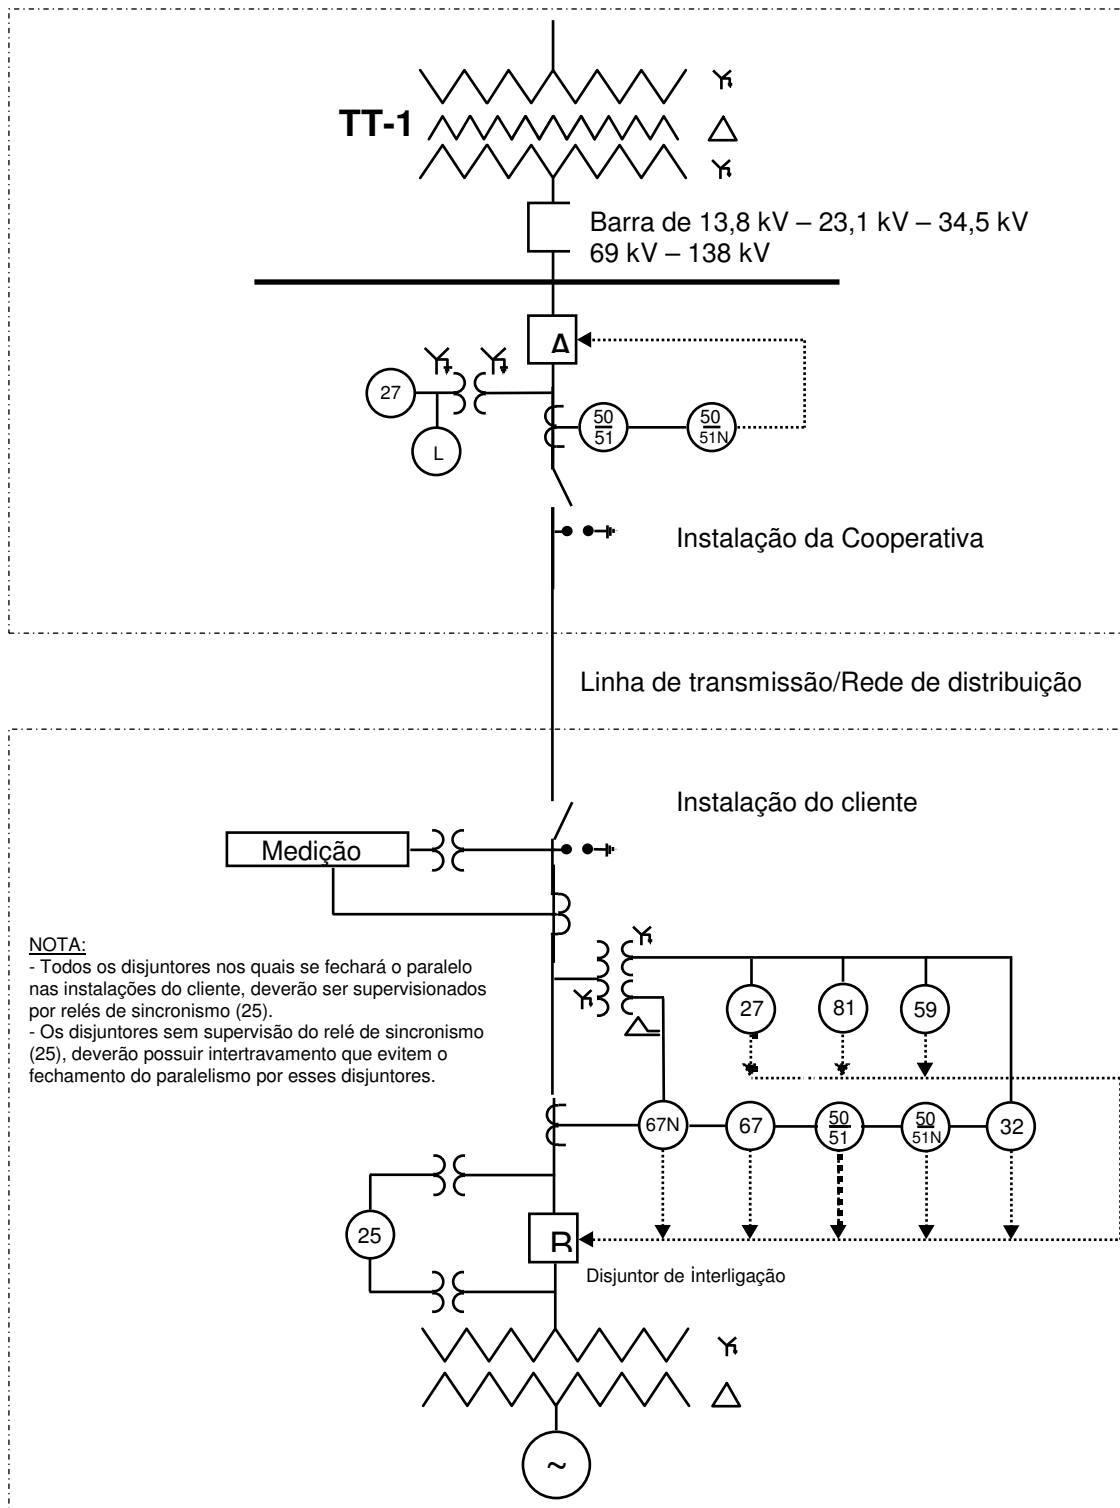 TT-1
Barra de 13,8 kV – 23,1 kV – 34,5 kV
69 kV – 138 kV
A
27
L
50
51
50
51N
Instalação da Cooperativa
Linha de transmissão/Rede de distribuição
Instalação do cliente
Medição
NOTA:
- Todos os disjuntores nos quais se fechará o paralelo
nas instalações do cliente, deverão ser supervisionados
por relés de sincronismo (25).
- Os disjuntores sem supervisão do relé de sincronismo
(25), deverão possuir intertravamento que evitem o
fechamento do paralelismo por esses disjuntores.
27
81
59
67N
67
50
51
50
51N
32
25
B
Disjuntor de interligação
~